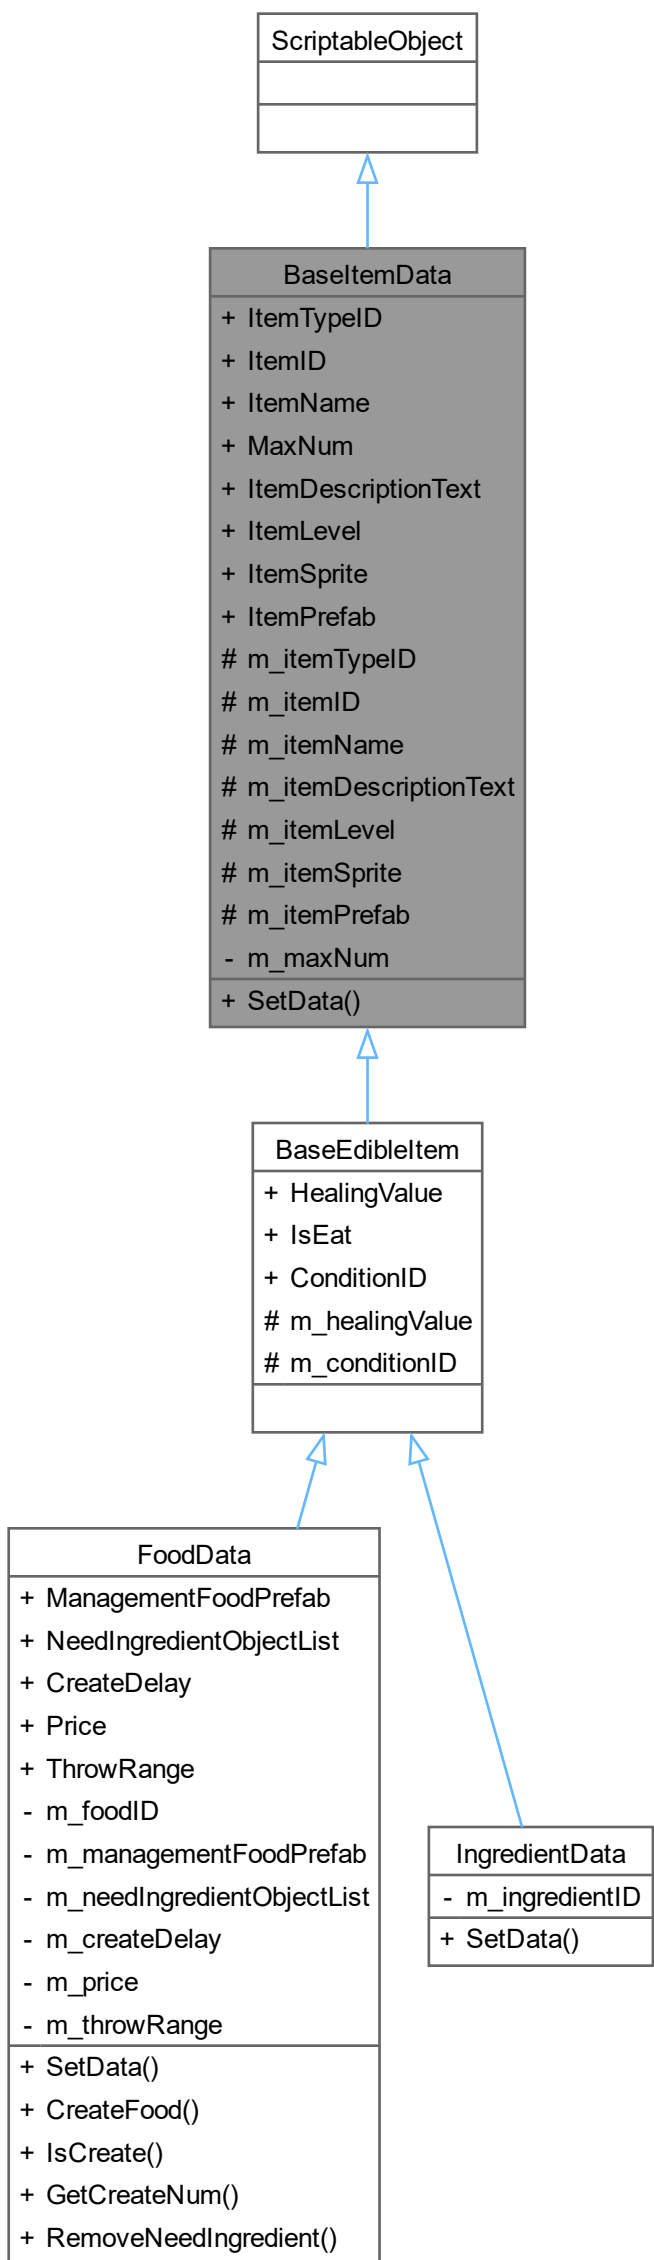 ScriptableObject
BaseItemData
+ ItemTypeID
+ ItemID
+ ItemName
+ MaxNum
+ ItemDescriptionText
+ ItemLevel
+ ItemSprite
+ ItemPrefab
# m_itemTypeID
# m_itemID
# m_itemName
# m_itemDescriptionText
# m_itemLevel
# m_itemSprite
# m_itemPrefab
- m_maxNum
+ SetData()
BaseEdibleItem
+ HealingValue
+ IsEat
+ ConditionID
# m_healingValue
# m_conditionID
FoodData
+ ManagementFoodPrefab
+ NeedIngredientObjectList
+ CreateDelay
+ Price
+ ThrowRange
- m_foodID
- m_managementFoodPrefab
- m_needIngredientObjectList
- m_createDelay
- m_price
- m_throwRange
+ SetData()
+ CreateFood()
+ IsCreate()
+ GetCreateNum()
+ RemoveNeedIngredient()
IngredientData
- m_ingredientID
+ SetData()